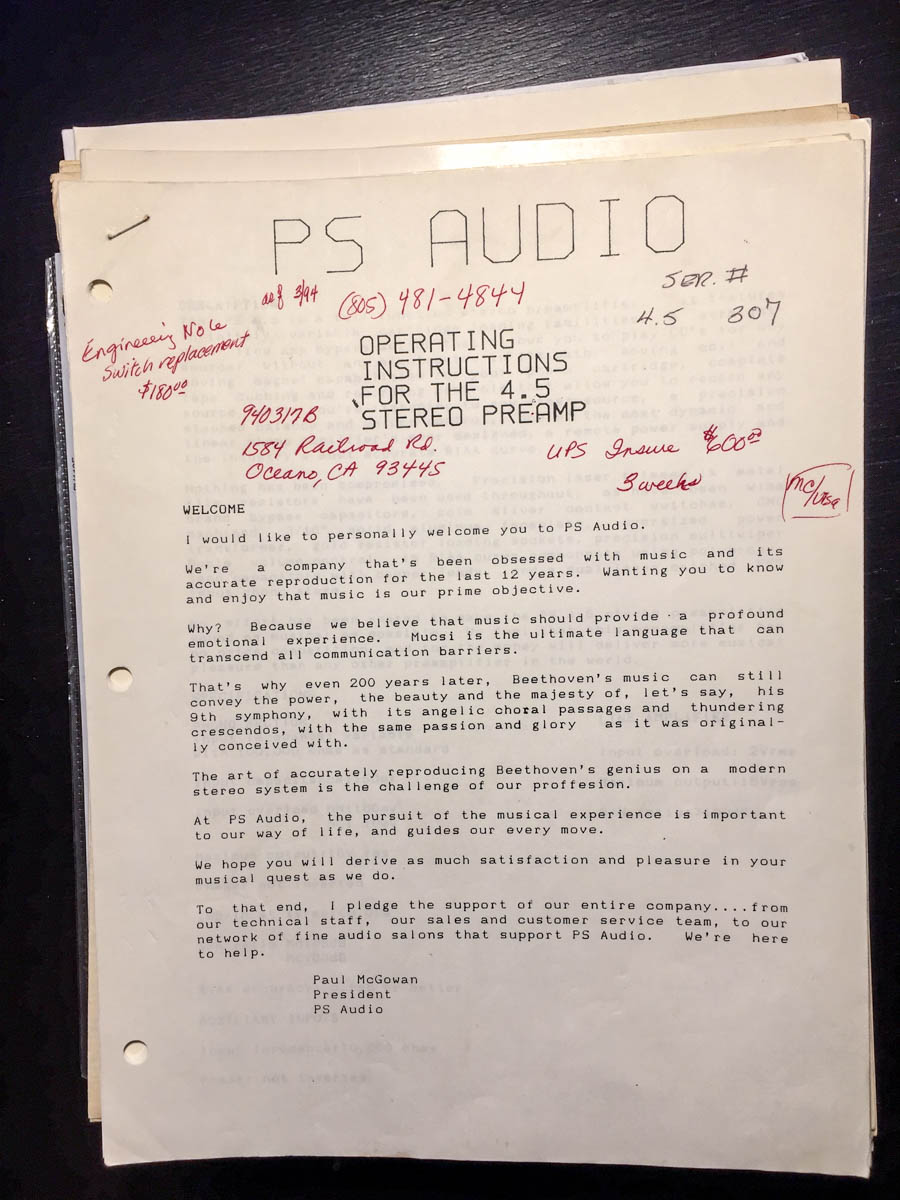 PS AUDIO
as of 3/94
(805) 481-4844
SER. #
4.5 307
Engineering Note
Switch replacement
$180.00
OPERATING
INSTRUCTIONS
FOR THE 4.5
STEREO PREAMP
940317B
1584 Railroad Rd.
Oceano, CA 93445
UPS Insure $600.00
3 weeks
MC/Visa
WELCOME
I would like to personally welcome you to PS Audio.
We're a company that's been obsessed with music and its
accurate reproduction for the last 12 years. Wanting you to know
and enjoy that music is our prime objective.
Why? Because we believe that music should provide a profound
emotional experience. Mucsi is the ultimate language that can
transcend all communication barriers.
That's why even 200 years later, Beethoven's music can still
convey the power, the beauty and the majesty of, let's say, his
9th symphony, with its angelic choral passages and thundering
crescendos, with the same passion and glory as it was original-
ly conceived with.
The art of accurately reproducing Beethoven's genius on a modern
stereo system is the challenge of our proffesion.
At PS Audio, the pursuit of the musical experience is important
to our way of life, and guides our every move.
We hope you will derive as much satisfaction and pleasure in your
musical quest as we do.
To that end, I pledge the support of our entire company....from
our technical staff, our sales and customer service team, to our
network of fine audio salons that support PS Audio. We're here
to help.
Paul McGowan
President
PS Audio